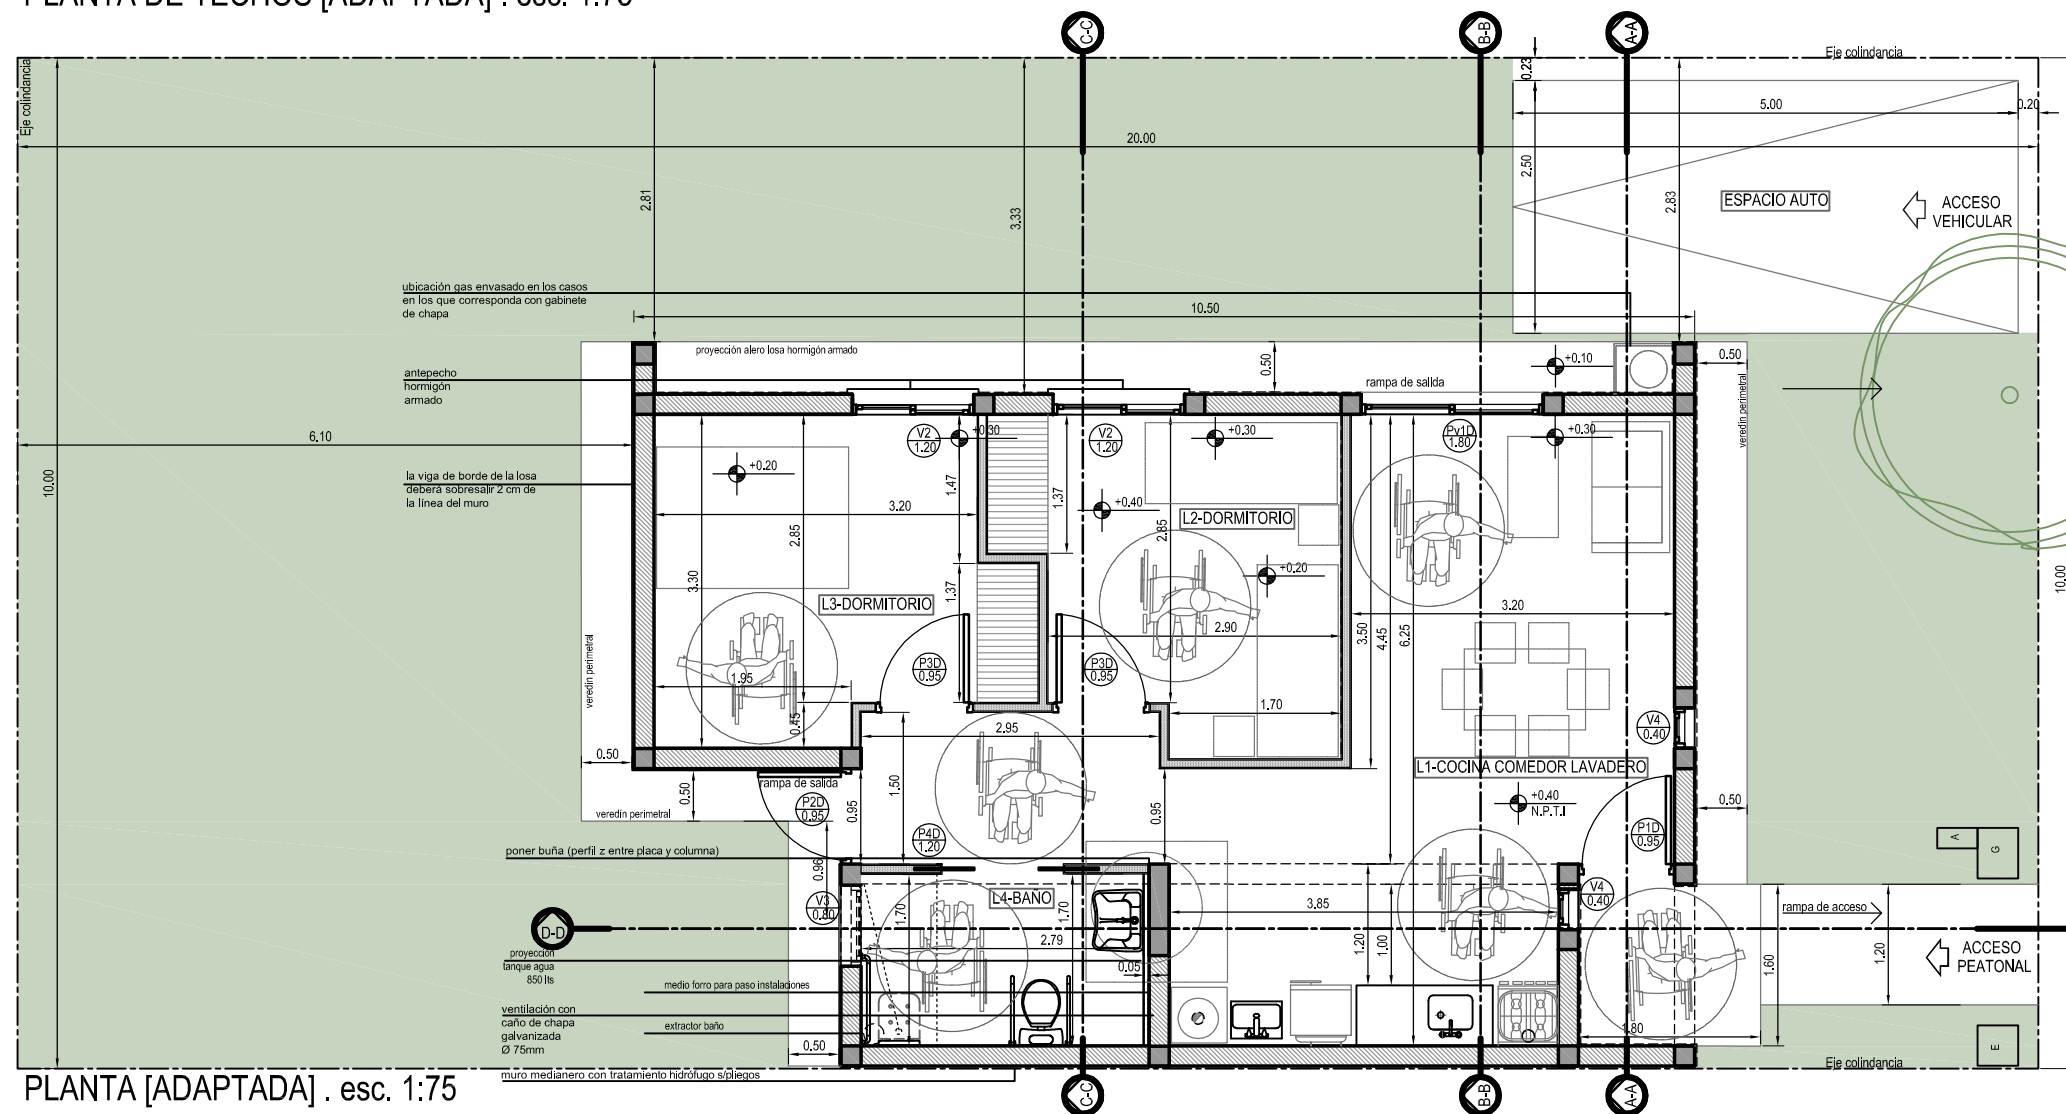 PLANTA DE TECHOS [ADAPTADA] . esc. 1:75
C-C
B-B
A-A
Eje colindancia
Eje colindancia
0.23
5.00
0.20
20.00
2.50
2.81
3.33
2.83
ESPACIO AUTO
ACCESO
VEHICULAR
ubicación gas envasado en los casos
en los que corresponda con gabinete
de chapa
10.50
proyección alero losa hormigón armado
0.50
+0.10
0.50
antepecho
hormigón
armado
rampa de salida
veredín perimetral
6.10
10.00
V2
1.20
+0.30
V2
1.20
+0.30
Pv1D
1.80
+0.30
+0.20
la viga de borde de la losa
deberá sobresalir 2 cm de
la línea del muro
3.20
1.47
1.37
+0.40
L2-DORMITORIO
2.85
2.85
3.30
+0.20
1.37
L3-DORMITORIO
3.20
10.00
2.90
3.50
4.45
6.25
veredín perimetral
P3D
0.95
P3D
0.95
1.95
1.70
0.45
2.95
V4
0.40
0.50
rampa de salida
L1-COCINA COMEDOR LAVADERO
1.50
0.50
P2D
0.95
0.95
0.95
+0.40
N.P.T.I
0.50
veredín perimetral
P4D
1.20
P1D
0.95
A
G
poner buña (perfil z entre placa y columna)
0.96
L4-BAÑO
V3
0.80
1.70
1.70
V4
0.40
3.85
rampa de acceso
D-D
2.79
1.20
1.00
1.60
1.20
ACCESO
PEATONAL
proyección
tanque agua
850 lts
0.05
medio forro para paso instalaciones
ventilación con
caño de chapa
galvanizada
Ø 75mm
extractor baño
1.80
E
0.50
Eje colindancia
muro medianero con tratamiento hidrófugo s/pliegos
PLANTA [ADAPTADA] . esc. 1:75
C-C
B-B
A-A